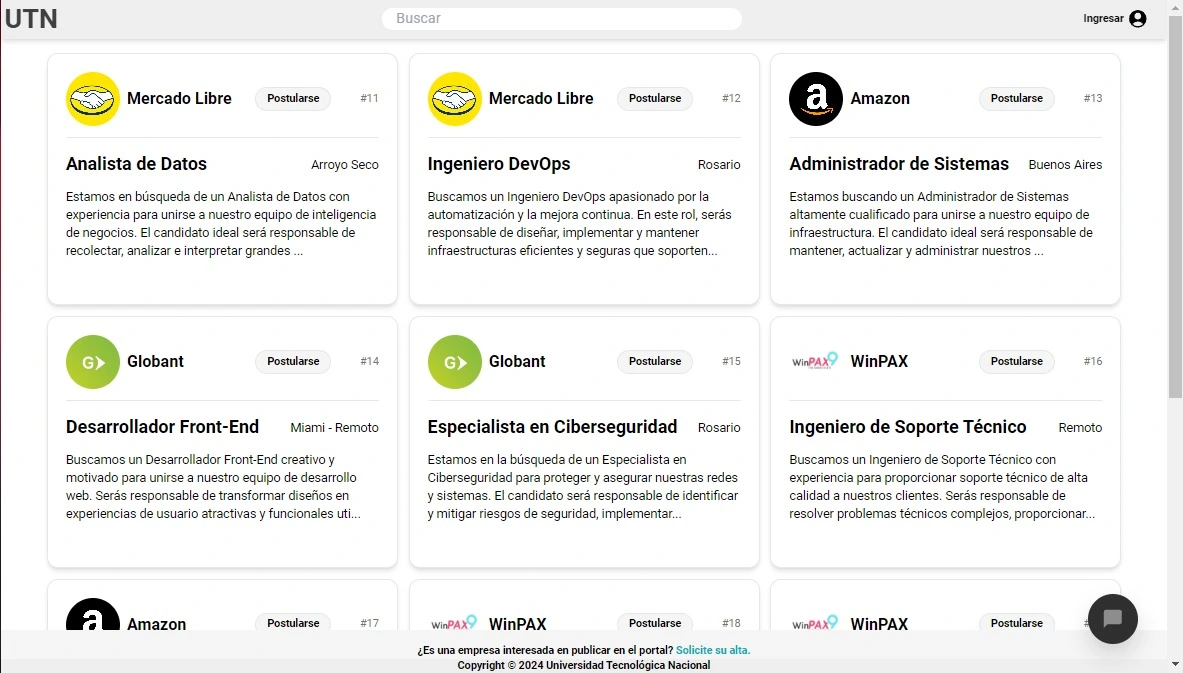 UTN
Buscar
Ingresar
Mercado Libre Postularse #11
Analista de Datos Arroyo Seco
Estamos en búsqueda de un Analista de Datos con
experiencia para unirse a nuestro equipo de inteligencia
de negocios. El candidato ideal será responsable de
recolectar, analizar e interpretar grandes ...
Mercado Libre Postularse #12
Ingeniero DevOps Rosario
Buscamos un Ingeniero DevOps apasionado por la
automatización y la mejora continua. En este rol, serás
responsable de diseñar, implementar y mantener
infraestructuras eficientes y seguras que soporten...
a Amazon Postularse #13
Administrador de Sistemas Buenos Aires
Estamos buscando un Administrador de Sistemas
altamente cualificado para unirse a nuestro equipo de
infraestructura. El candidato ideal será responsable de
mantener, actualizar y administrar nuestros ...
G Globant Postularse #14
Desarrollador Front-End Miami - Remoto
Buscamos un Desarrollador Front-End creativo y
motivado para unirse a nuestro equipo de desarrollo
web. Serás responsable de transformar diseños en
experiencias de usuario atractivas y funcionales uti...
G Globant Postularse #15
Especialista en Ciberseguridad Rosario
Estamos en la búsqueda de un Especialista en
Ciberseguridad para proteger y asegurar nuestras redes
y sistemas. El candidato será responsable de identificar
y mitigar riesgos de seguridad, implementar...
WinPAX9 WinPAX Postularse #16
Ingeniero de Soporte Técnico Remoto
Buscamos un Ingeniero de Soporte Técnico con
experiencia para proporcionar soporte técnico de alta
calidad a nuestros clientes. Serás responsable de
resolver problemas técnicos complejos, proporcionar...
a Amazon Postularse #17
WinPAX9 WinPAX Postularse #18
WinPAX9 WinPAX Postularse #
¿Es una empresa interesada en publicar en el portal? Solicite su alta.
Copyright © 2024 Universidad Tecnológica Nacional